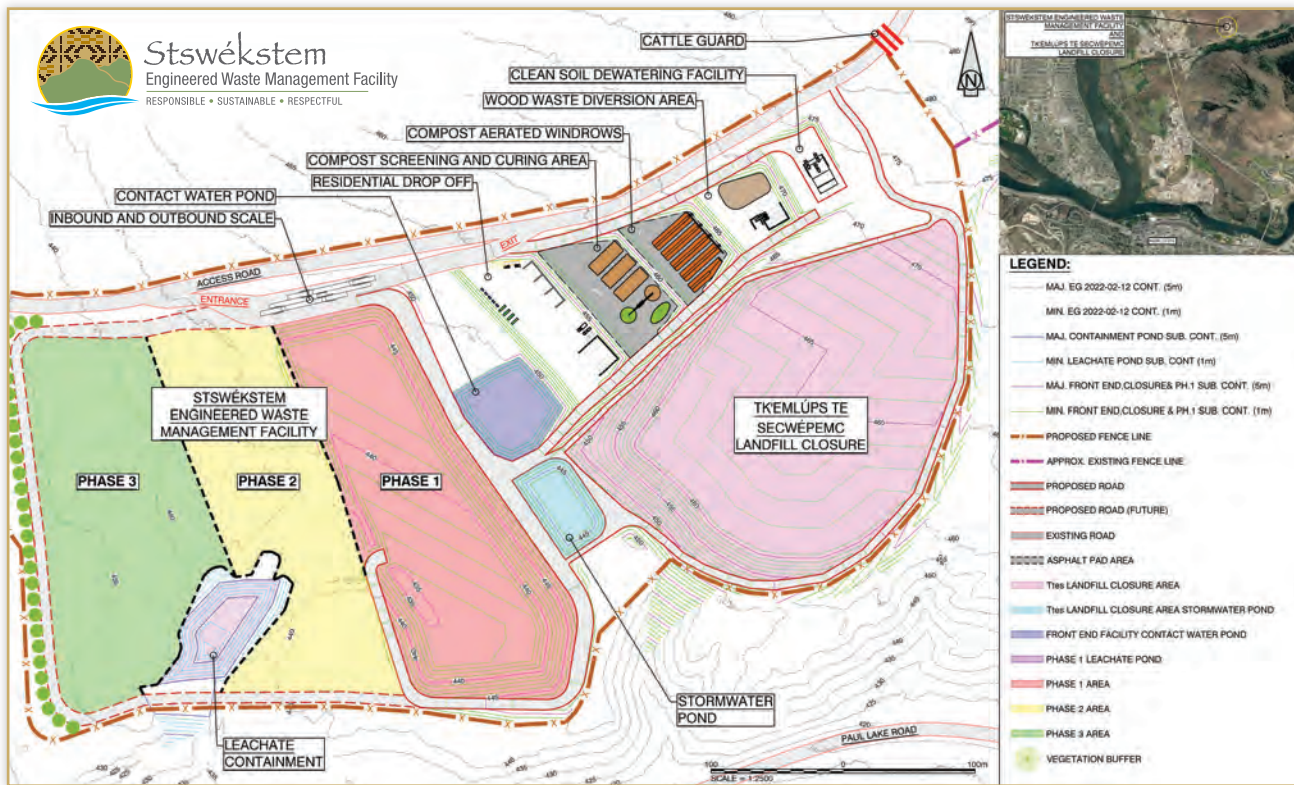 Stswékstem
Engineered Waste Management Facility
RESPONSIBLE • SUSTAINABLE • RESPECTFUL
CATTLE GUARD
CLEAN SOIL DEWATERING FACILITY
WOOD WASTE DIVERSION AREA
COMPOST AERATED WINDROWS
COMPOST SCREENING AND CURING AREA
RESIDENTIAL DROP OFF
CONTACT WATER POND
INBOUND AND OUTBOUND SCALE
N
ACCESS ROAD
ENTRANCE
EXIT
STSWÉKSTEM
ENGINEERED WASTE
MANAGEMENT FACILITY
PHASE 3
PHASE 2
PHASE 1
TK'EMLÚPS TE
SECWÉPEMC
LANDFILL CLOSURE
STORMWATER
POND
LEACHATE
CONTAINMENT
PAUL LAKE ROAD
100 0 100m
SCALE = 1:2500
STSWEKSTEM ENGINEERED WASTE
MANAGEMENT FACILITY
AND
TKEMLUPS TE SECWEPEMC
LANDFILL CLOSURE
LEGEND:
MAJ. EG 2022-02-12 CONT. (5m)
MIN. EG 2022-02-12 CONT. (1m)
MAJ. CONTAINMENT POND SUB. CONT. (5m)
MIN. LEACHATE POND SUB. CONT (1m)
MAJ. FRONT END,CLOSURE& PH.1 SUB. CONT. (5m)
MIN. FRONT END,CLOSURE & PH.1 SUB. CONT. (1m)
PROPOSED FENCE LINE
APPROX. EXISTING FENCE LINE
PROPOSED ROAD
PROPOSED ROAD (FUTURE)
EXISTING ROAD
ASPHALT PAD AREA
Ttes LANDFILL CLOSURE AREA
Ttes LANDFILL CLOSURE AREA STORMWATER POND
FRONT END FACILITY CONTACT WATER POND
PHASE 1 LEACHATE POND
PHASE 1 AREA
PHASE 2 AREA
PHASE 3 AREA
VEGETATION BUFFER